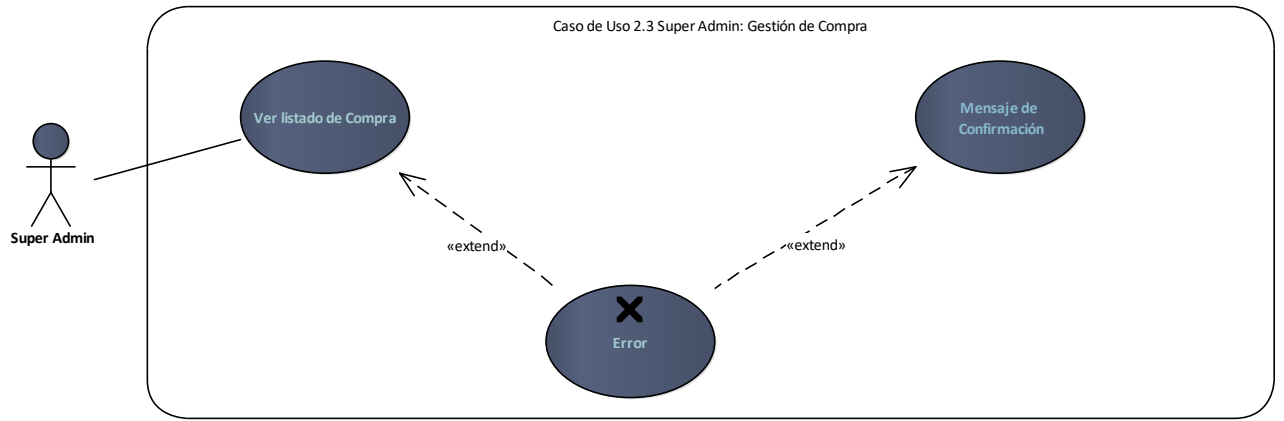 Caso de Uso 2.3 Super Admin: Gestión de Compra
Ver listado de Compra
Mensaje de
Confirmación
Super Admin
«extend»
«extend»
Error